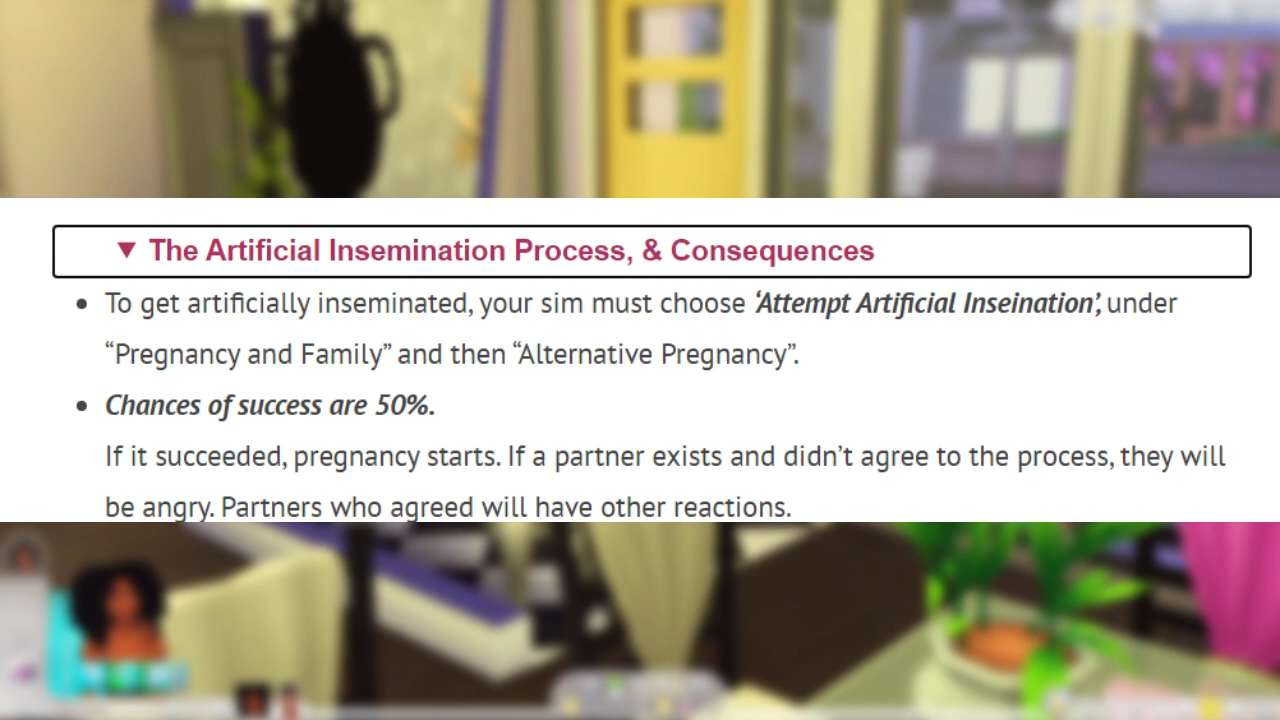 ▼ The Artificial Insemination Process, & Consequences
• To get artificially inseminated, your sim must choose ‘Attempt Artificial Inseination’, under
“Pregnancy and Family” and then “Alternative Pregnancy”.
• Chances of success are 50%.
If it succeeded, pregnancy starts. If a partner exists and didn’t agree to the process, they will
be angry. Partners who agreed will have other reactions.